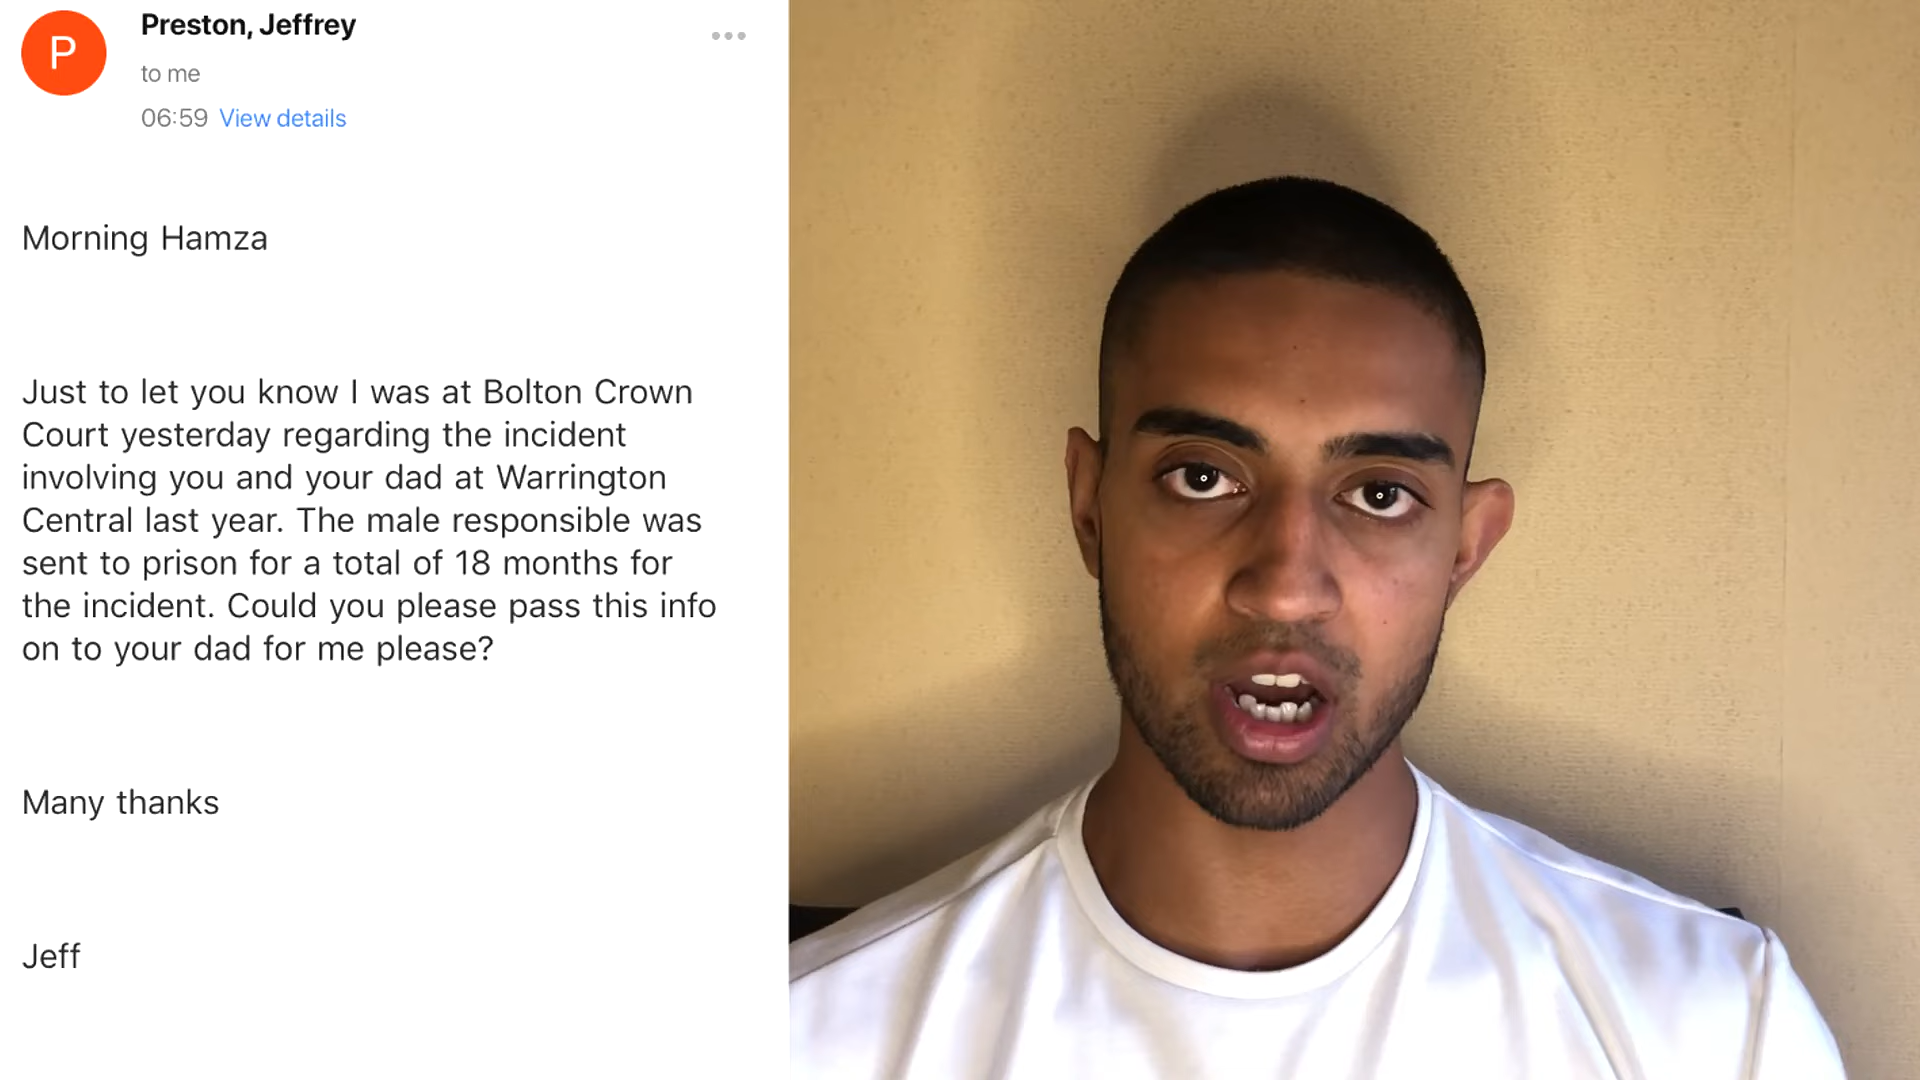 P
Preston, Jeffrey
to me
06:59 View details
Morning Hamza
Just to let you know I was at Bolton Crown
Court yesterday regarding the incident
involving you and your dad at Warrington
Central last year. The male responsible was
sent to prison for a total of 18 months for
the incident. Could you please pass this info
on to your dad for me please?
Many thanks
Jeff